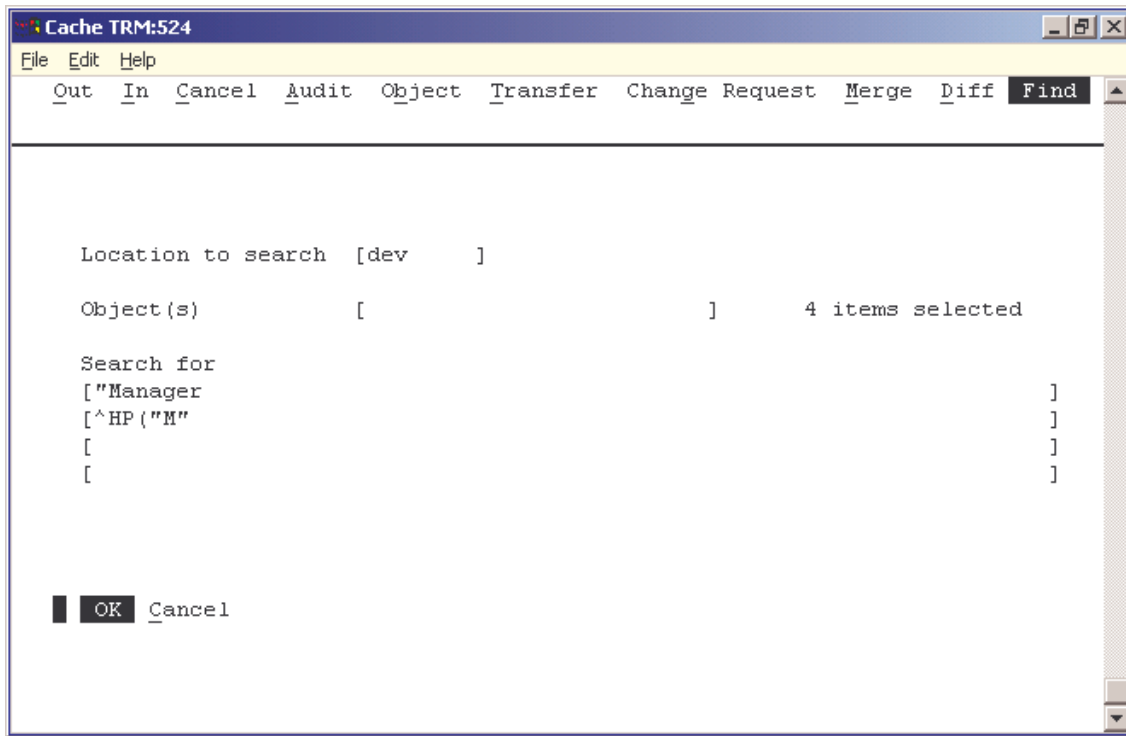 Cache TRM:524
File Edit Help
Out In Cancel Audit Object Transfer Change Request Merge Diff Find
Location to search [dev ]
Object(s) [ ] 4 items selected
Search for
["Manager ]
[^HP("M" ]
[ ]
[ ]
OK Cancel